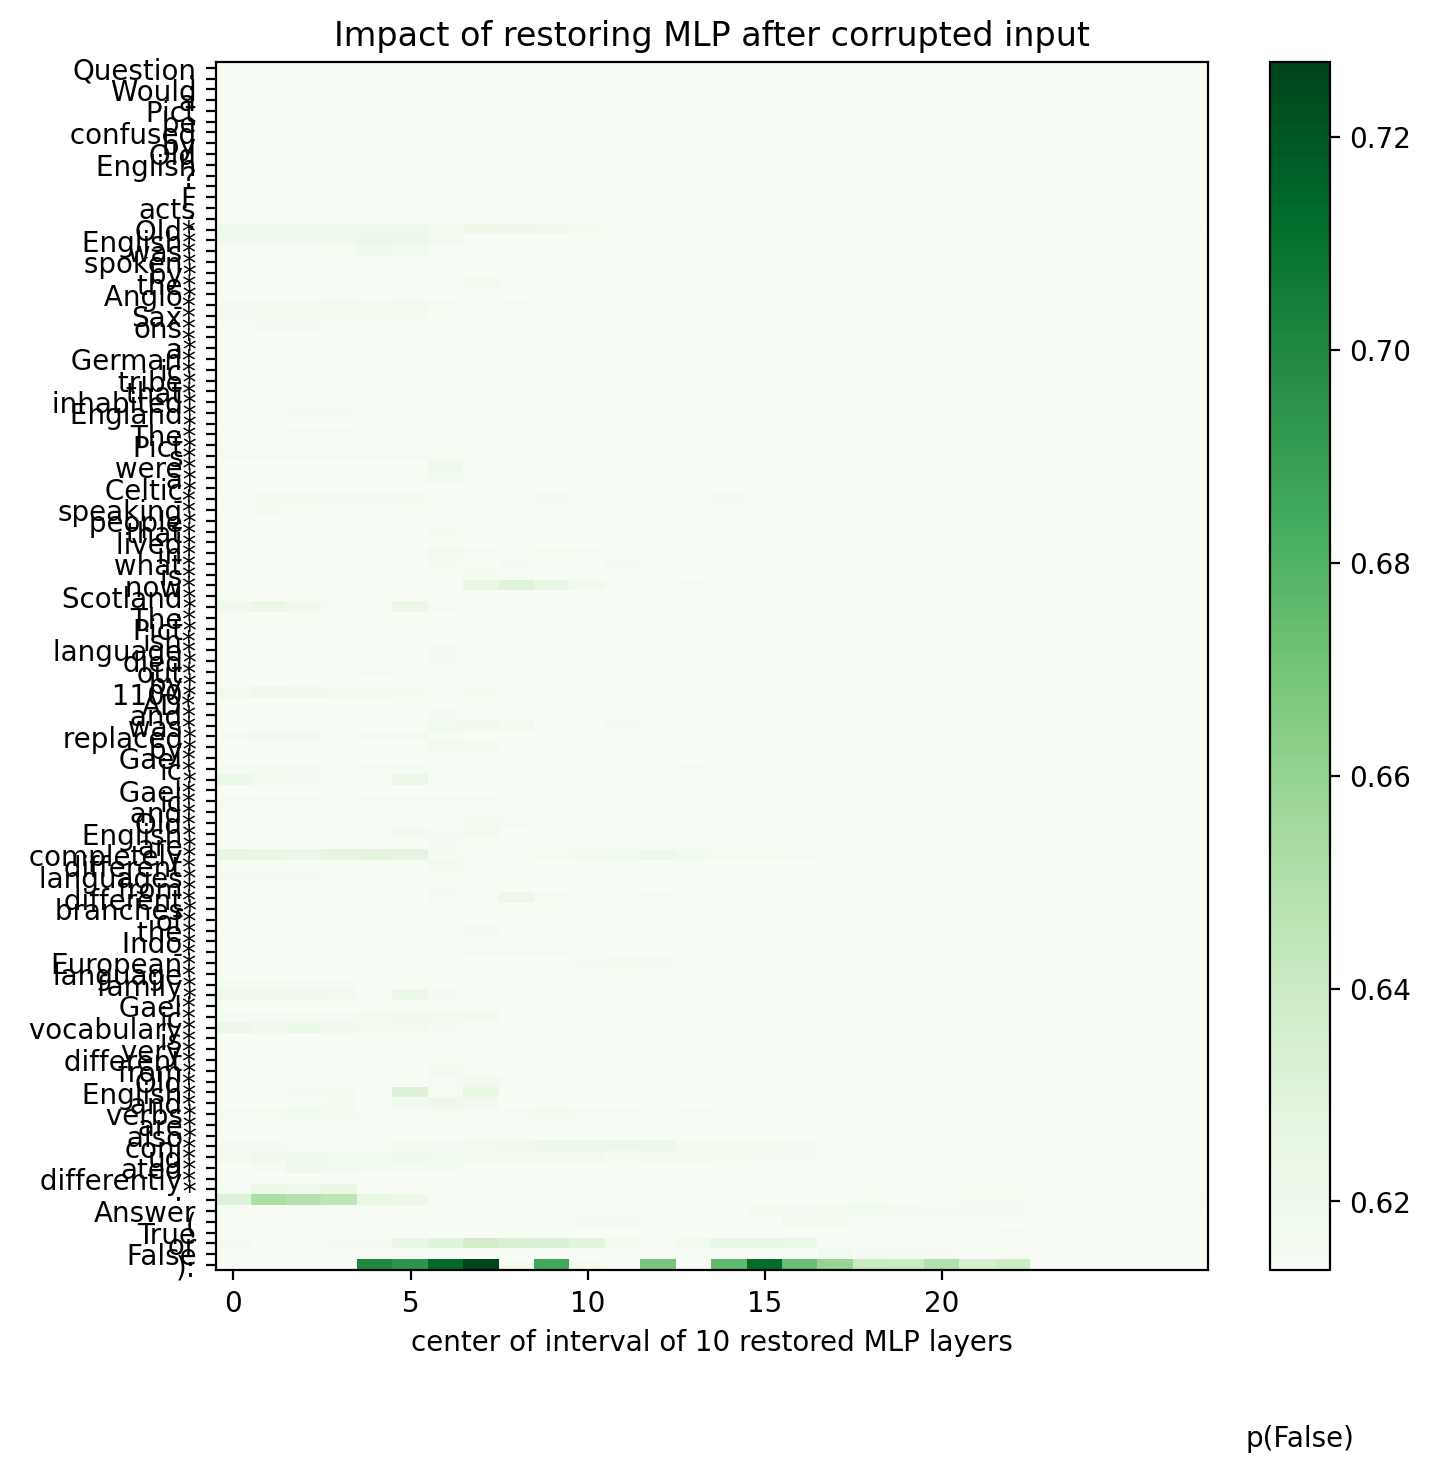 Impact of restoring MLP after corrupted input
Question
Would
a
Pict
be
confused
by
Old
English
?
F
acts
Old*
English*
was*
spoken*
by*
the*
Anglo*
-*
Sax*
ons*
a*
German*
ic*
tribe*
that*
inhabited*
England*
The*
Pict*
s*
were*
a*
Celtic*
-*
speaking*
people*
that*
lived*
in*
what*
is*
now*
Scotland*
The*
Pict*
ish*
language*
died*
out*
by*
1100*
AD*
and*
was*
replaced*
by*
Gael*
ic*
Gael*
ic*
and*
Old*
English*
are*
completely*
different*
languages*
from*
different*
branches*
of*
the*
Indo*
-*
European*
language*
family*
Gael*
ic*
vocabulary*
is*
very*
different*
from*
Old*
English*
and*
verbs*
are*
also*
conj*
ug*
ated*
differently*
.
Answer
(
True
or
False
):
0 5 10 15 20
center of interval of 10 restored MLP layers
0.72
0.70
0.68
0.66
0.64
0.62
p(False)